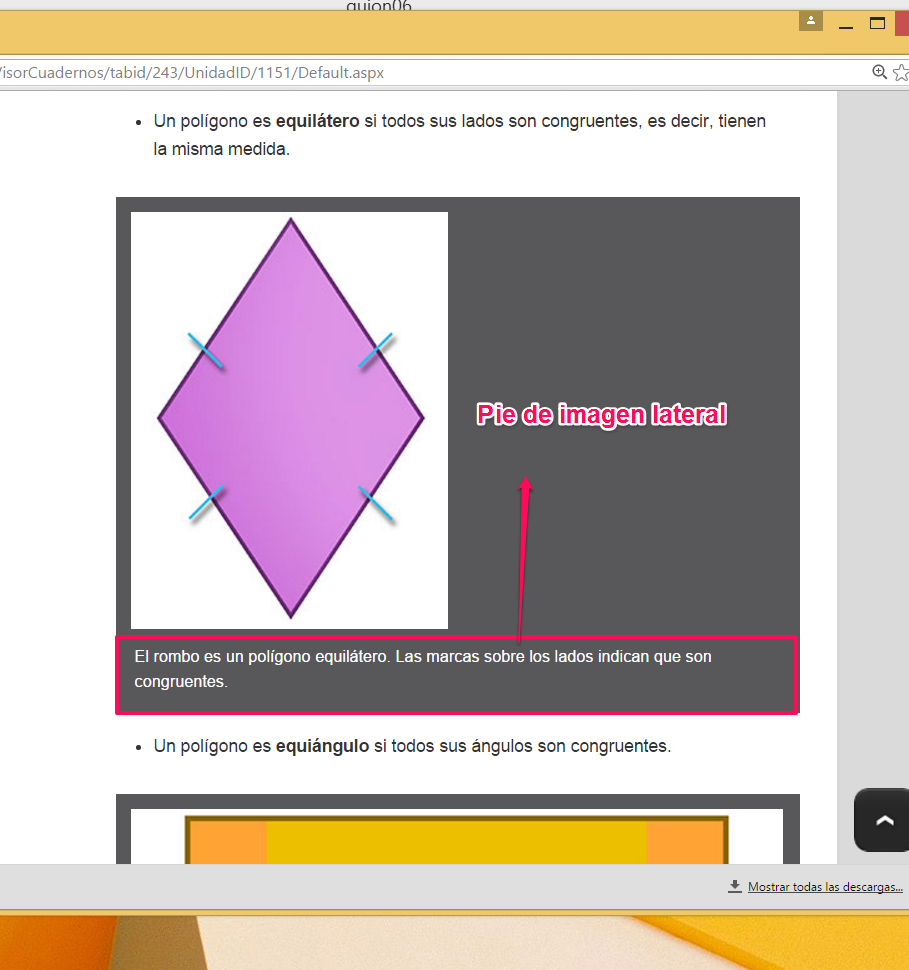 guion06
/isorCuadernos/tabid/243/UnidadID/1151/Default.aspx
• Un polígono es equilátero si todos sus lados son congruentes, es decir, tienen
la misma medida.
Pie de imagen lateral
El rombo es un polígono equilátero. Las marcas sobre los lados indican que son
congruentes.
• Un polígono es equiángulo si todos sus ángulos son congruentes.
Mostrar todas las descargas...